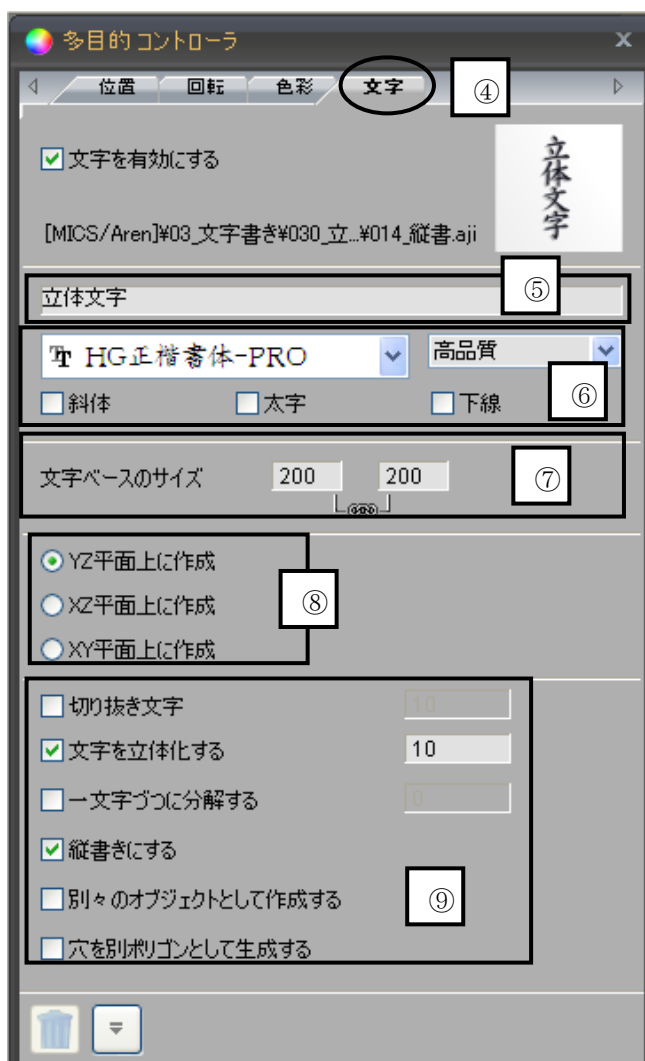 多目的コントローラ x
位置 回転 色彩 文字 ④
文字を有効にする
立体文字
[MICS/Aren]¥03_文字書き¥030_立...¥014_縦書.aji
⑤
立体文字
HG正楷書体-PRO 高品質
斜体 太字 下線 ⑥
文字ベースのサイズ 200 200 ⑦
YZ平面上に作成
XZ平面上に作成 ⑧
XY平面上に作成
切り抜き文字 10
文字を立体化する 10
一文字づつに分解する 0
縦書きにする
別々のオブジェクトとして作成する ⑨
穴を別ポリゴンとして生成する